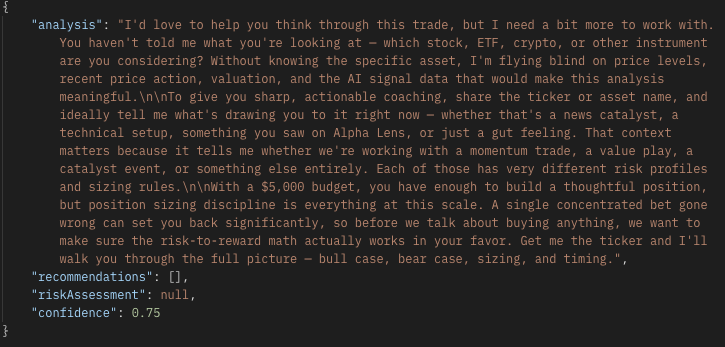 {
"analysis": "I'd love to help you think through this trade, but I need a bit more to work with.
You haven't told me what you're looking at — which stock, ETF, crypto, or other instrument
are you considering? Without knowing the specific asset, I'm flying blind on price levels,
recent price action, valuation, and the AI signal data that would make this analysis
meaningful.\n\nTo give you sharp, actionable coaching, share the ticker or asset name, and
ideally tell me what's drawing you to it right now — whether that's a news catalyst, a
technical setup, something you saw on Alpha Lens, or just a gut feeling. That context
matters because it tells me whether we're working with a momentum trade, a value play, a
catalyst event, or something else entirely. Each of those has very different risk profiles
and sizing rules.\n\nWith a $5,000 budget, you have enough to build a thoughtful position,
but position sizing discipline is everything at this scale. A single concentrated bet gone
wrong can set you back significantly, so before we talk about buying anything, we want to
make sure the risk-to-reward math actually works in your favor. Get me the ticker and I'll
walk you through the full picture — bull case, bear case, sizing, and timing.",
"recommendations": [],
"riskAssessment": null,
"confidence": 0.75
}